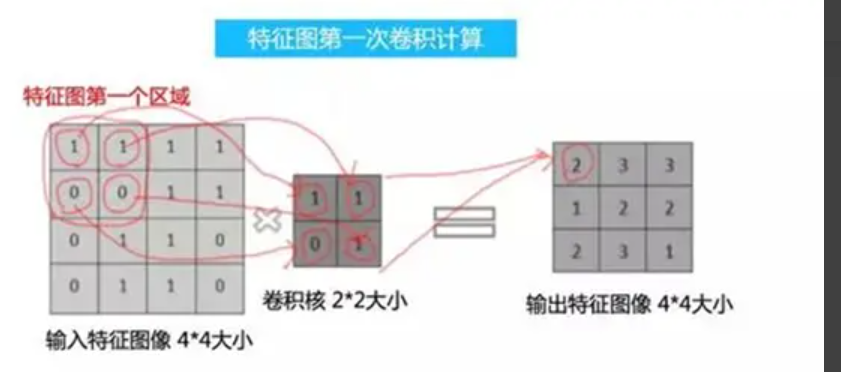 特征图第一次卷积计算
特征图第一个区域
1 1 1 1
0 0 1 1
0 1 1 0
0 1 1 0
1 1
0 1
2 3 3
1 2 2
2 3 1
卷积核 2*2大小
输出特征图像 4*4大小
输入特征图像 4*4大小